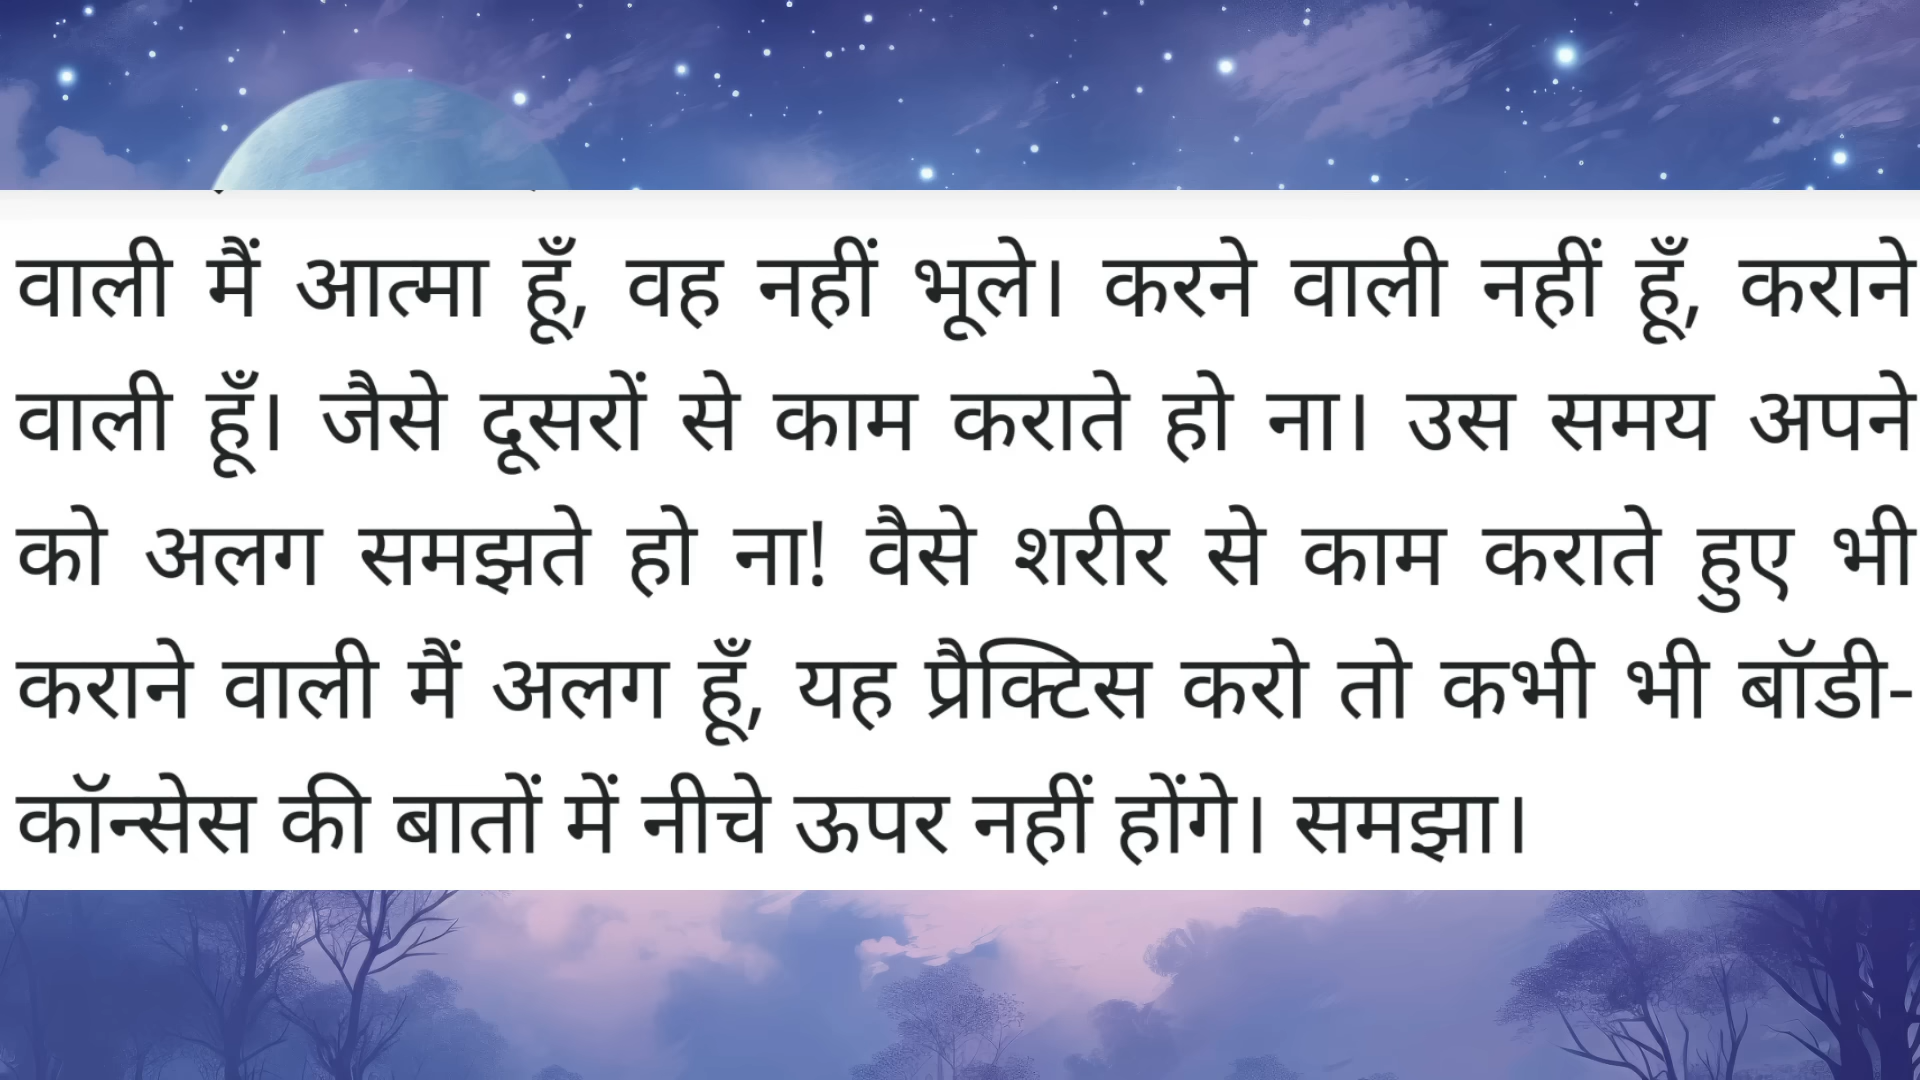 वाली मैं आत्मा हूँ, वह नहीं भूले। करने वाली नहीं हूँ, कराने
वाली हूँ। जैसे दूसरों से काम कराते हो ना। उस समय अपने
को अलग समझते हो ना! वैसे शरीर से काम कराते हुए भी
कराने वाली मैं अलग हूँ, यह प्रैक्टिस करो तो कभी भी बॉडी-
कॉन्सेस की बातों में नीचे ऊपर नहीं होंगे। समझा।